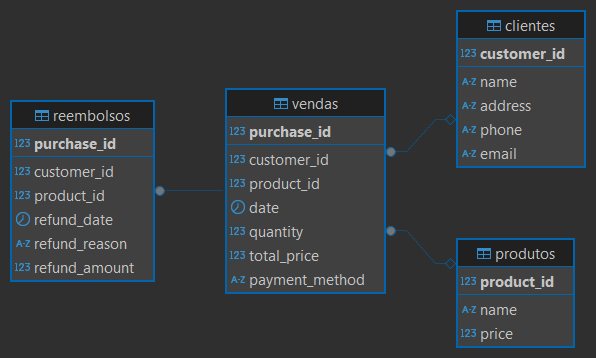 reembolsos
123 purchase_id
123 customer_id
123 product_id
refund_date
A-Z refund_reason
123 refund_amount
vendas
123 purchase_id
123 customer_id
123 product_id
date
123 quantity
123 total_price
A-Z payment_method
clientes
123 customer_id
A-Z name
A-Z address
A-Z phone
A-Z email
produtos
123 product_id
A-Z name
123 price